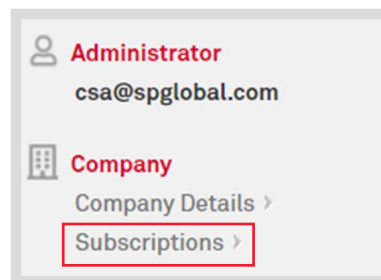 Administrator
csa@spglobal.com
Company
Company Details >
Subscriptions >